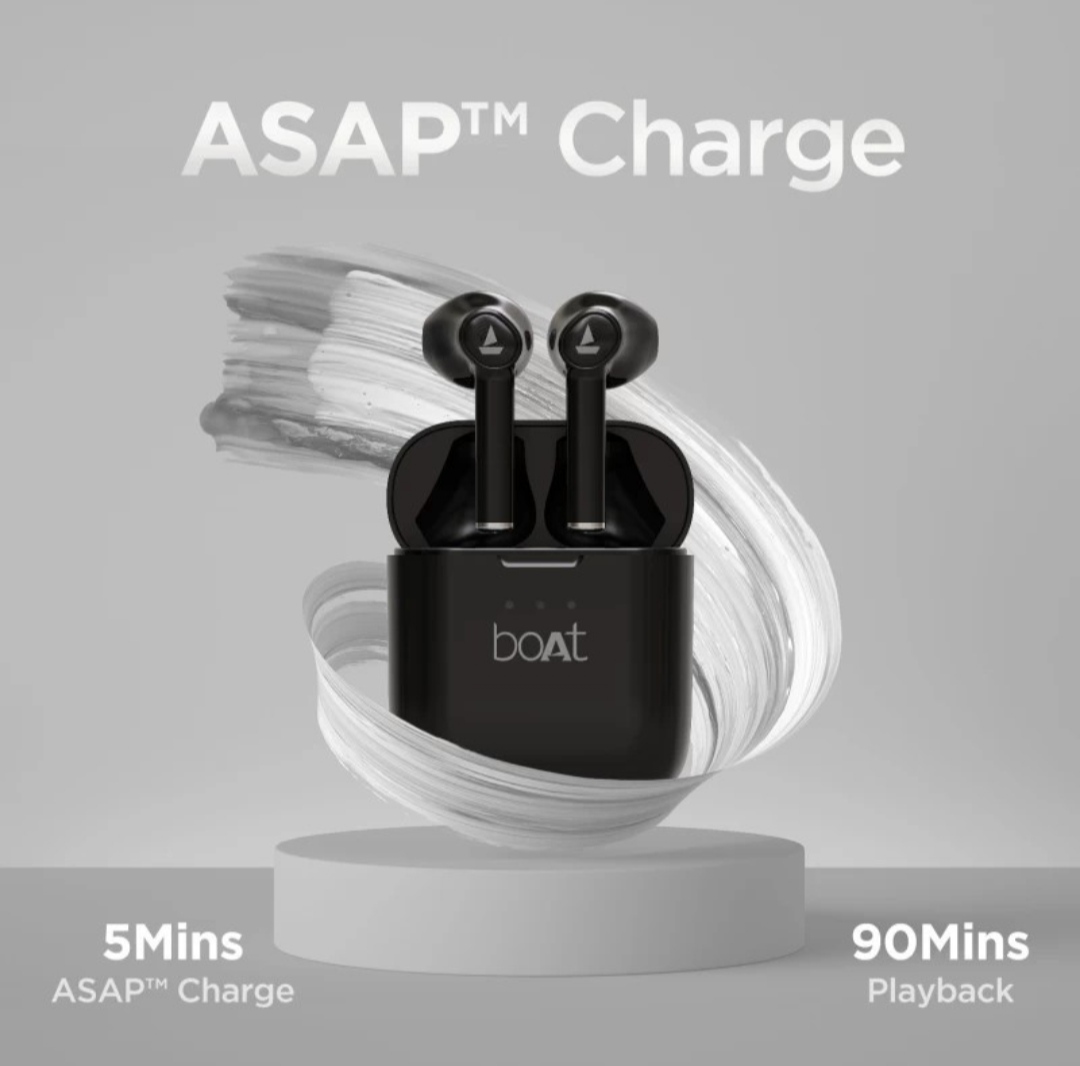 ASAP™ Charge
boAt
5Mins
ASAP™ Charge
90Mins
Playback